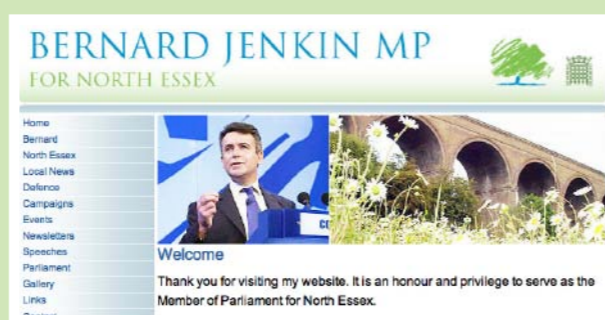 BERNARD JENKIN MP
FOR NORTH ESSEX
Home
Bernard
North Essex
Local News
Defence
Campaigns
Events
Newsletters
Speeches
Parliament
Gallery
Links
Contact
Welcome
Thank you for visiting my website. It is an honour and privilege to serve as the
Member of Parliament for North Essex.